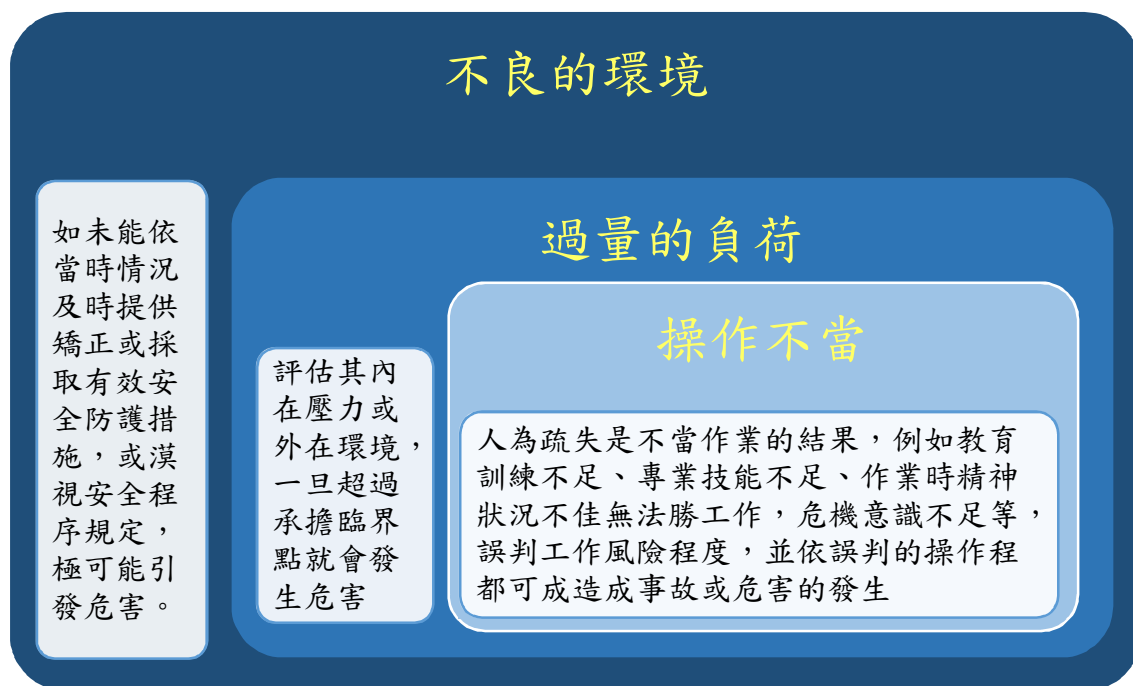 不良的環境
如未能依
當時情況
及時提供
矯正或採
取有效安
全防護措
施，或漠
視安全程
序規定，
極可能引
發危害。
過量的負荷
評估其內
在壓力或
外在環境，
一旦超過
承擔臨界
點就會發
生危害
操作不當
人為疏失是不當作業的結果，例如教育
訓練不足、專業技能不足、作業時精神
狀況不佳無法勝工作，危機意識不足等，
誤判工作風險程度，並依誤判的操作程
都可成造成事故或危害的發生